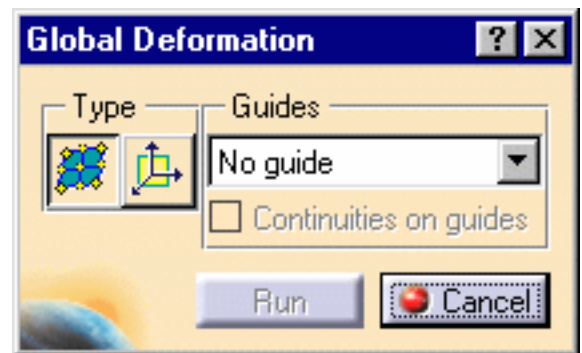 Global Deformation
Type
Guides
No guide
Continuities on guides
Run
Cancel